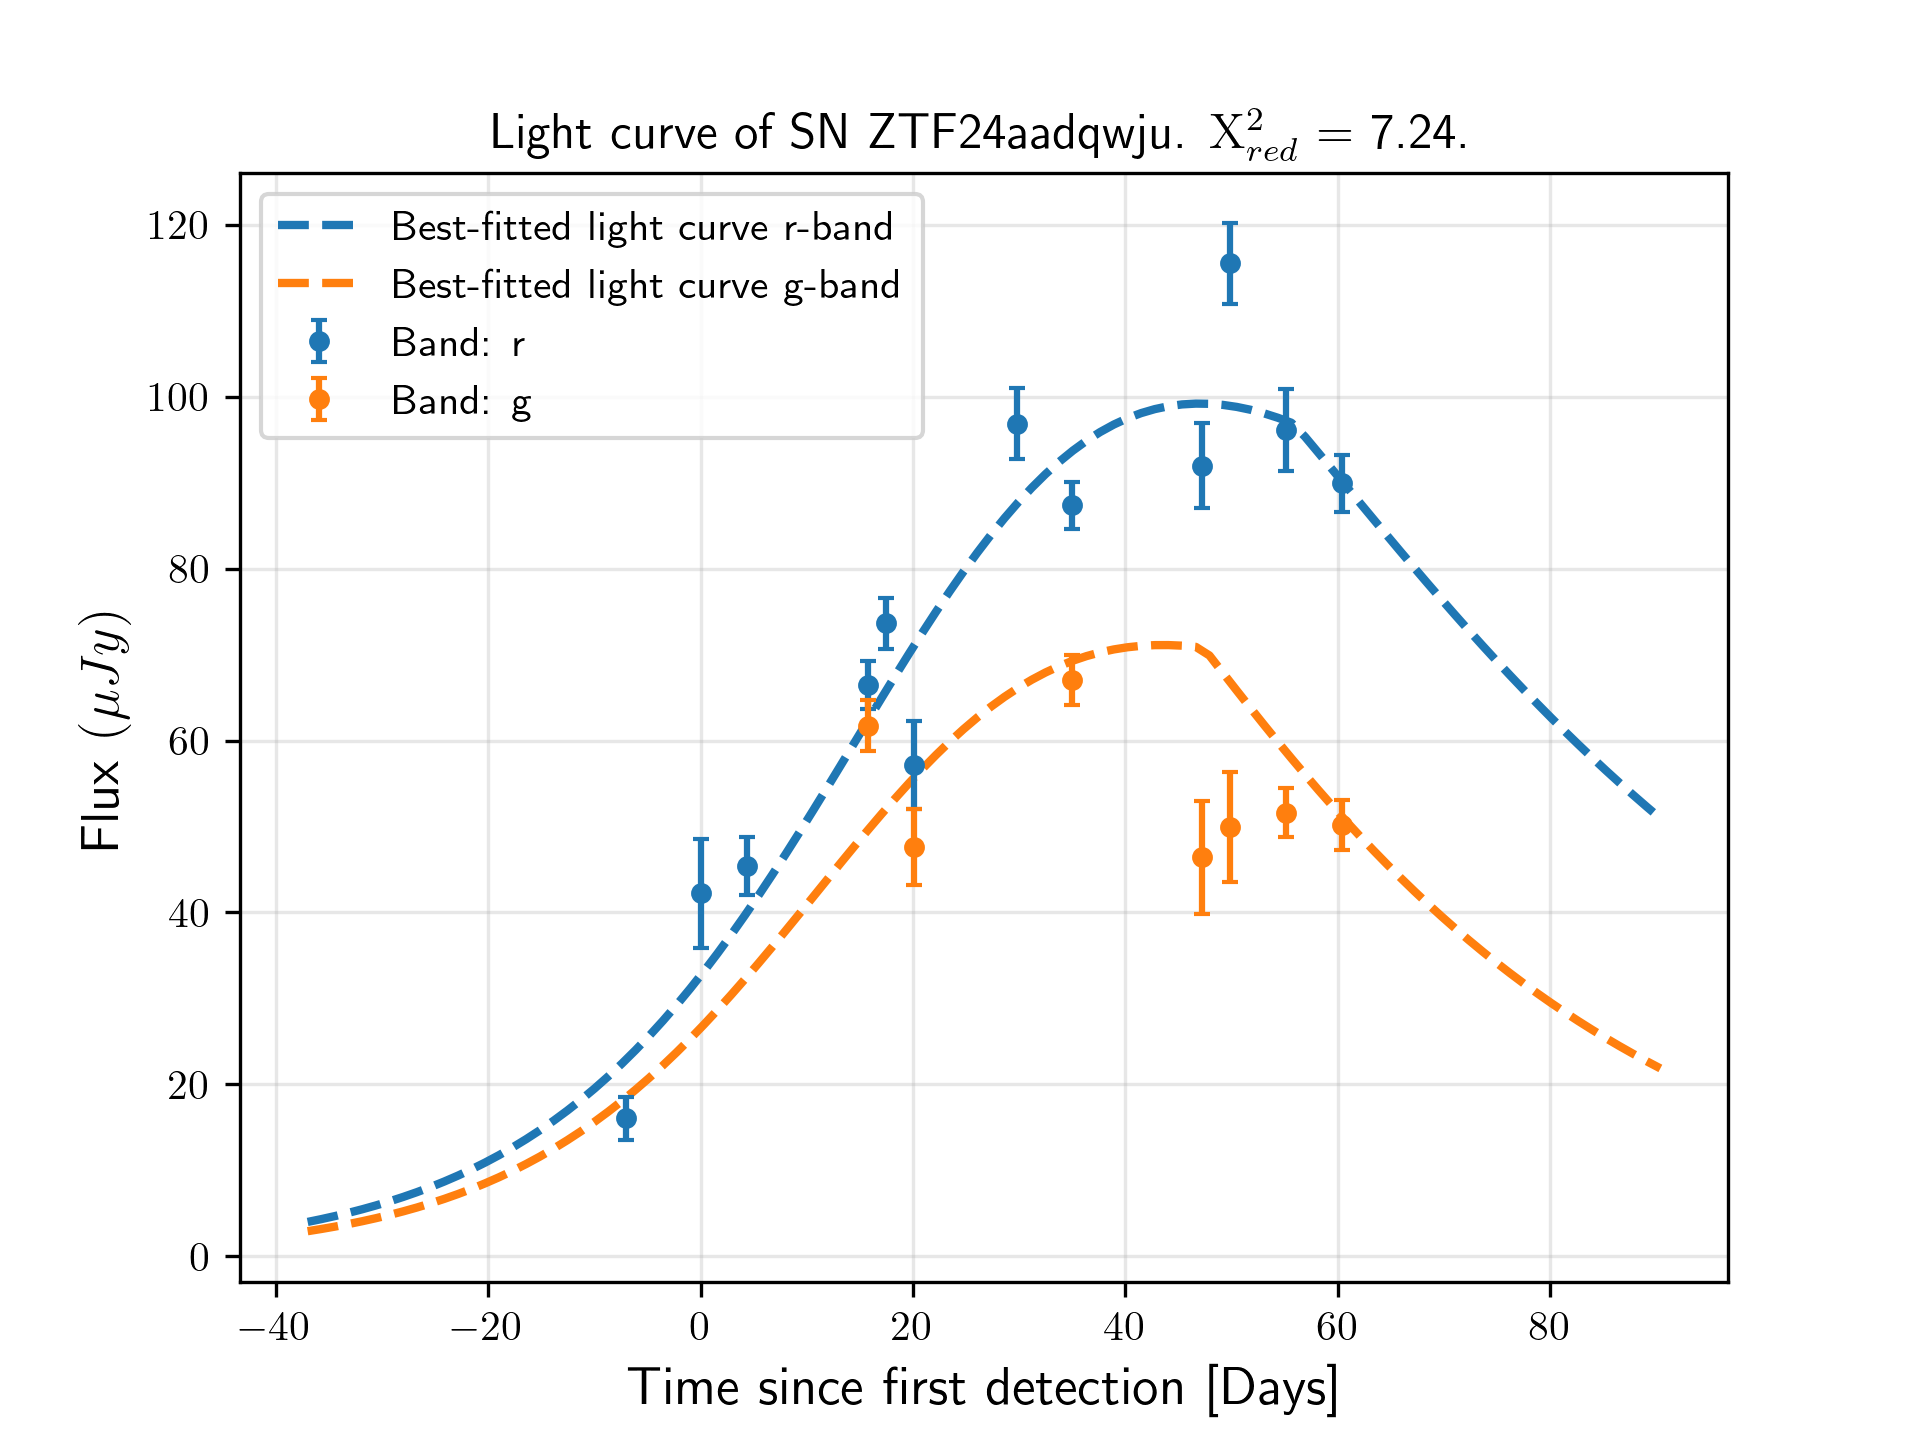 Light curve of SN ZTF24aadqwju. X²_red = 7.24.
Best-fitted light curve r-band
Best-fitted light curve g-band
Band: r
Band: g
Flux (μJy)
120
100
80
60
40
20
0
−40 −20 0 20 40 60 80
Time since first detection [Days]